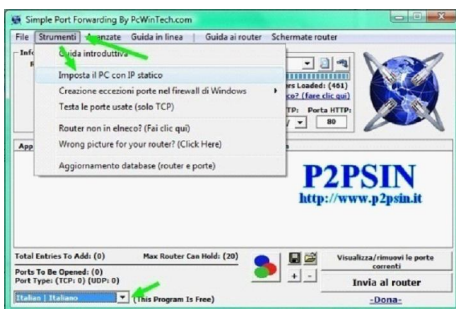 Simple Port Forwarding By PcWinTech.com
File Strumenti Avanzate Guida in linea Guida ai router Schermate router
Guida introduttiva
Imposta il PC con IP statico
Creazione eccezioni porte nel firewall di Windows
Testa le porte usate (solo TCP)
Router non in elneco? (Fai clic qui)
Wrong picture for your router? (Click Here)
Aggiornamento database (router e porte)
Loaded: (461)
(fare clic qui)
Porta HTTP:
80
P2PSIN
http://www.p2psin.it
Total Entries To Add: (0) Max Router Can Hold: (20)
Ports To Be Opened: (0)
Port Types: (TCP: 0) (UDP: 0)
Visualizza/rimuovi le porte correnti
+ -
Invia al router
Italian | Italiano (This Program Is Free)
-Dona-